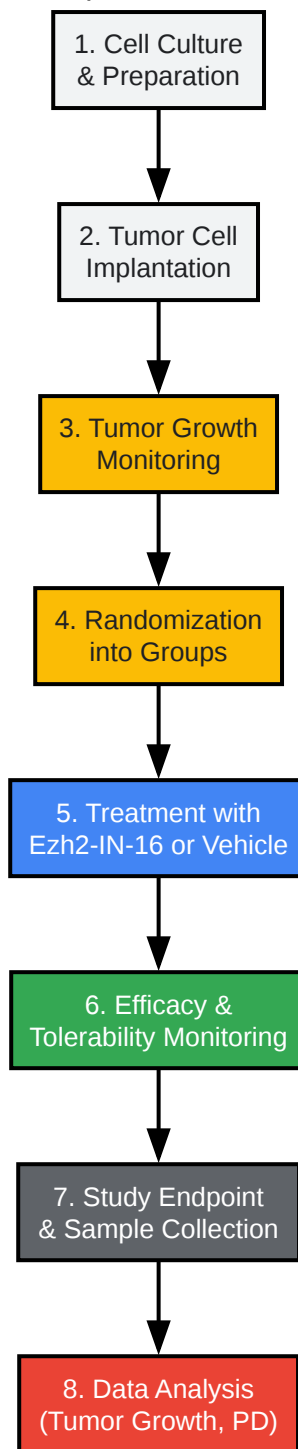 1. Cell Culture
& Preparation
2. Tumor Cell
Implantation
3. Tumor Growth
Monitoring
4. Randomization
into Groups
5. Treatment with
Ezh2-IN-16 or Vehicle
6. Efficacy &
Tolerability Monitoring
7. Study Endpoint
& Sample Collection
8. Data Analysis
(Tumor Growth, PD)